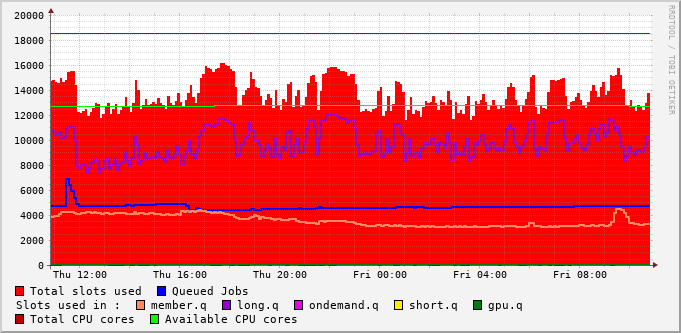 RRDTOOL / TOBI OETIKER
20000
18000
16000
14000
12000
10000
8000
6000
4000
2000
0
Thu 12:00 Thu 16:00 Thu 20:00 Fri 00:00 Fri 04:00 Fri 08:00
Total slots used Queued Jobs
Slots used in : member.q long.q ondemand.q short.q gpu.q
Total CPU cores Available CPU cores